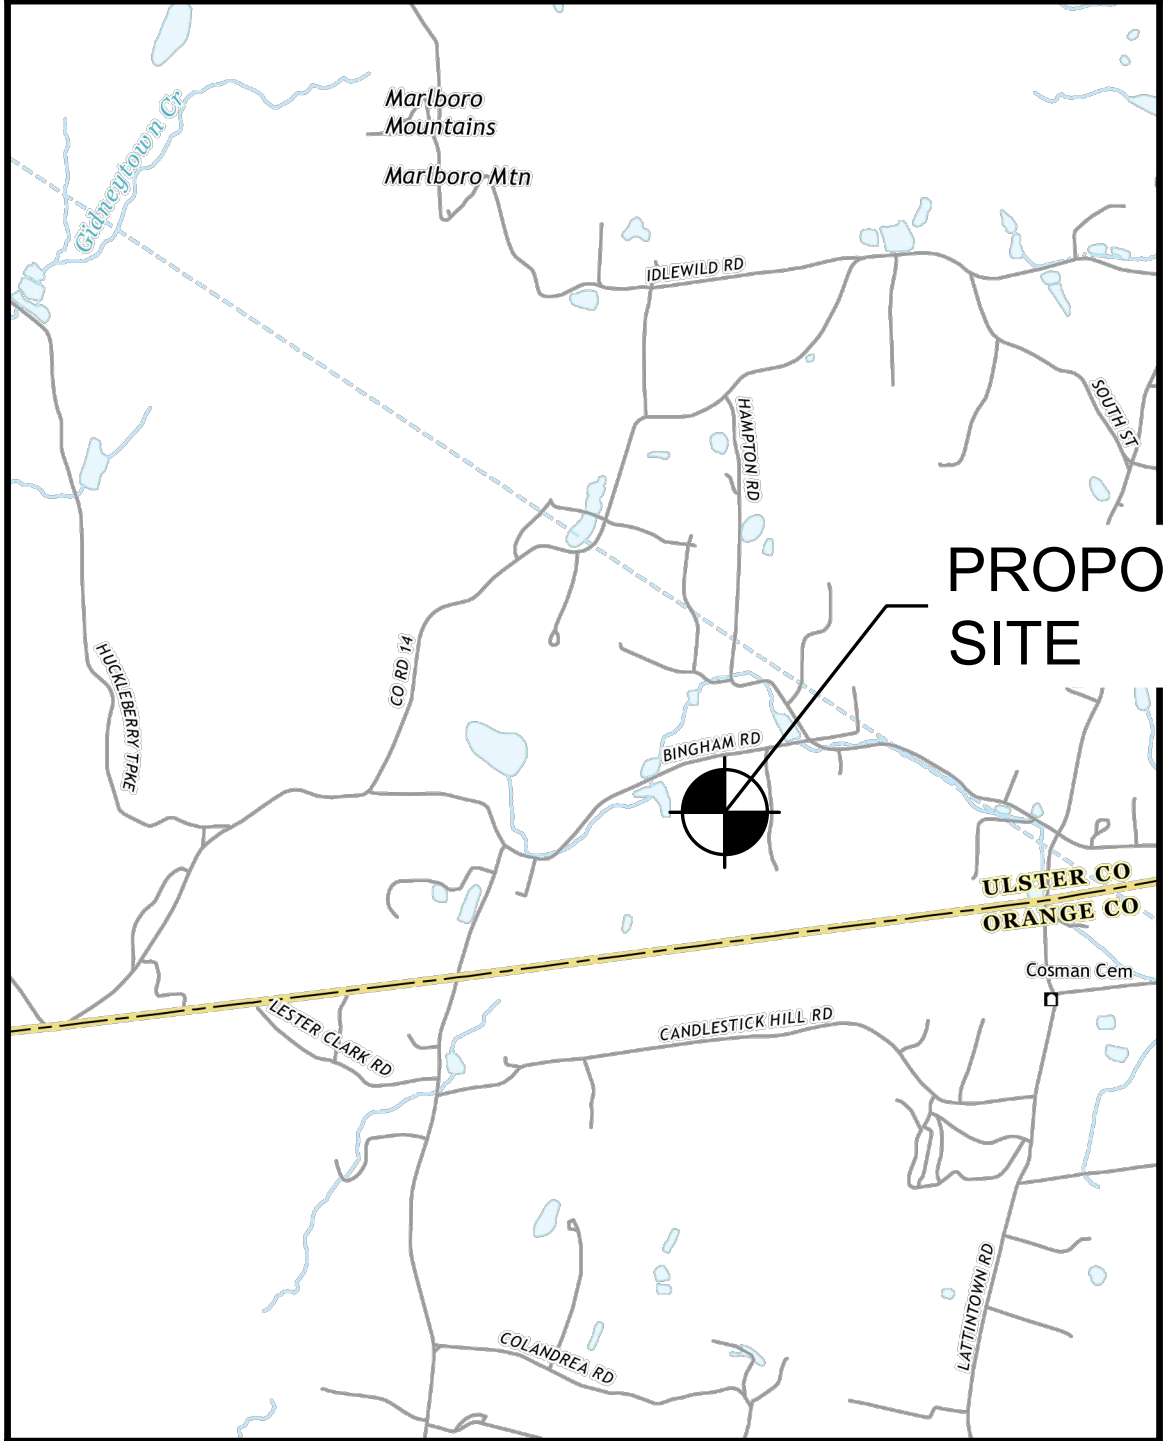 Marlboro
Mountains
Gidneytown Cr
Marlboro Mtn
IDLEWILD RD
SOUTH ST
HAMPTON RD
PROPO
SITE
CO RD 14
HUCKLEBERRY TPKE
BINGHAM RD
ULSTER CO
ORANGE CO
Cosman Cem
LESTER CLARK RD
CANDLESTICK HILL RD
LATTINTOWN RD
COLANDREA RD